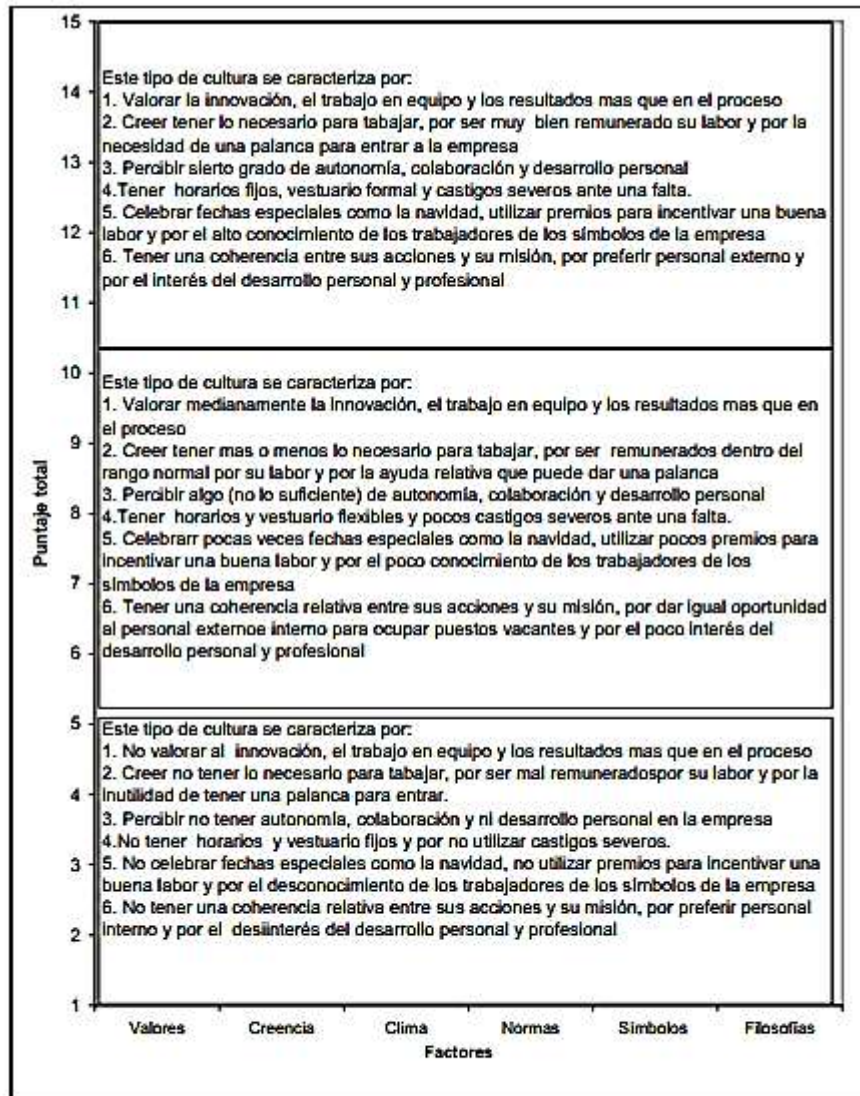 15
Este tipo de cultura se caracteriza por:
14
1. Valorar la innovación, el trabajo en equipo y los resultados mas que en el proceso
2. Creer tener lo necesario para tabajar, por ser muy bien remunerado su labor y por la
necesidad de una palanca para entrar a la empresa
13
3. Percibir sierto grado de autonomía, colaboración y desarrollo personal
4.Tener horarios fijos, vestuario formal y castigos severos ante una falta.
5. Celebrar fechas especiales como la navidad, utilizar premios para incentivar una buena
12
labor y por el alto conocimiento de los trabajadores de los símbolos de la empresa
6. Tener una coherencia entre sus acciones y su misión, por preferir personal externo y
por el interés del desarrollo personal y profesional
11
10
Este tipo de cultura se caracteriza por:
1. Valorar medianamente la innovación, el trabajo en equipo y los resultados mas que en
el proceso
9
2. Creer tener mas o menos lo necesario para tabajar, por ser remunerados dentro del
rango normal por su labor y por la ayuda relativa que puede dar una palanca
3. Percibir algo (no lo suficiente) de autonomía, colaboración y desarrollo personal
8
4.Tener horarios y vestuario flexibles y pocos castigos severos ante una falta.
5. Celebrarr pocas veces fechas especiales como la navidad, utilizar pocos premios para
incentivar una buena labor y por el poco conocimiento de los trabajadores de los
7
símbolos de la empresa
6. Tener una coherencia relativa entre sus acciones y su misión, por dar igual oportunidad
al personal externoe interno para ocupar puestos vacantes y por el poco interés del
6
desarrollo personal y profesional
5
Este tipo de cultura se caracteriza por:
1. No valorar al innovación, el trabajo en equipo y los resultados mas que en el proceso
2. Creer no tener lo necesario para tabajar, por ser mal remuneradospor su labor y por la
4
inutilidad de tener una palanca para entrar.
3. Percibir no tener autonomía, colaboración y ni desarrollo personal en la empresa
4.No tener horarios y vestuario fijos y por no utilizar castigos severos.
3
5. No celebrar fechas especiales como la navidad, no utilizar premios para incentivar una
buena labor y por el desconocimiento de los trabajadores de los símbolos de la empresa
6. No tener una coherencia relativa entre sus acciones y su misión, por preferir personal
2
interno y por el desiinterés del desarrollo personal y profesional
1
Puntaje total
Valores Creencia Clima Normas Símbolos Filosofías
Factores